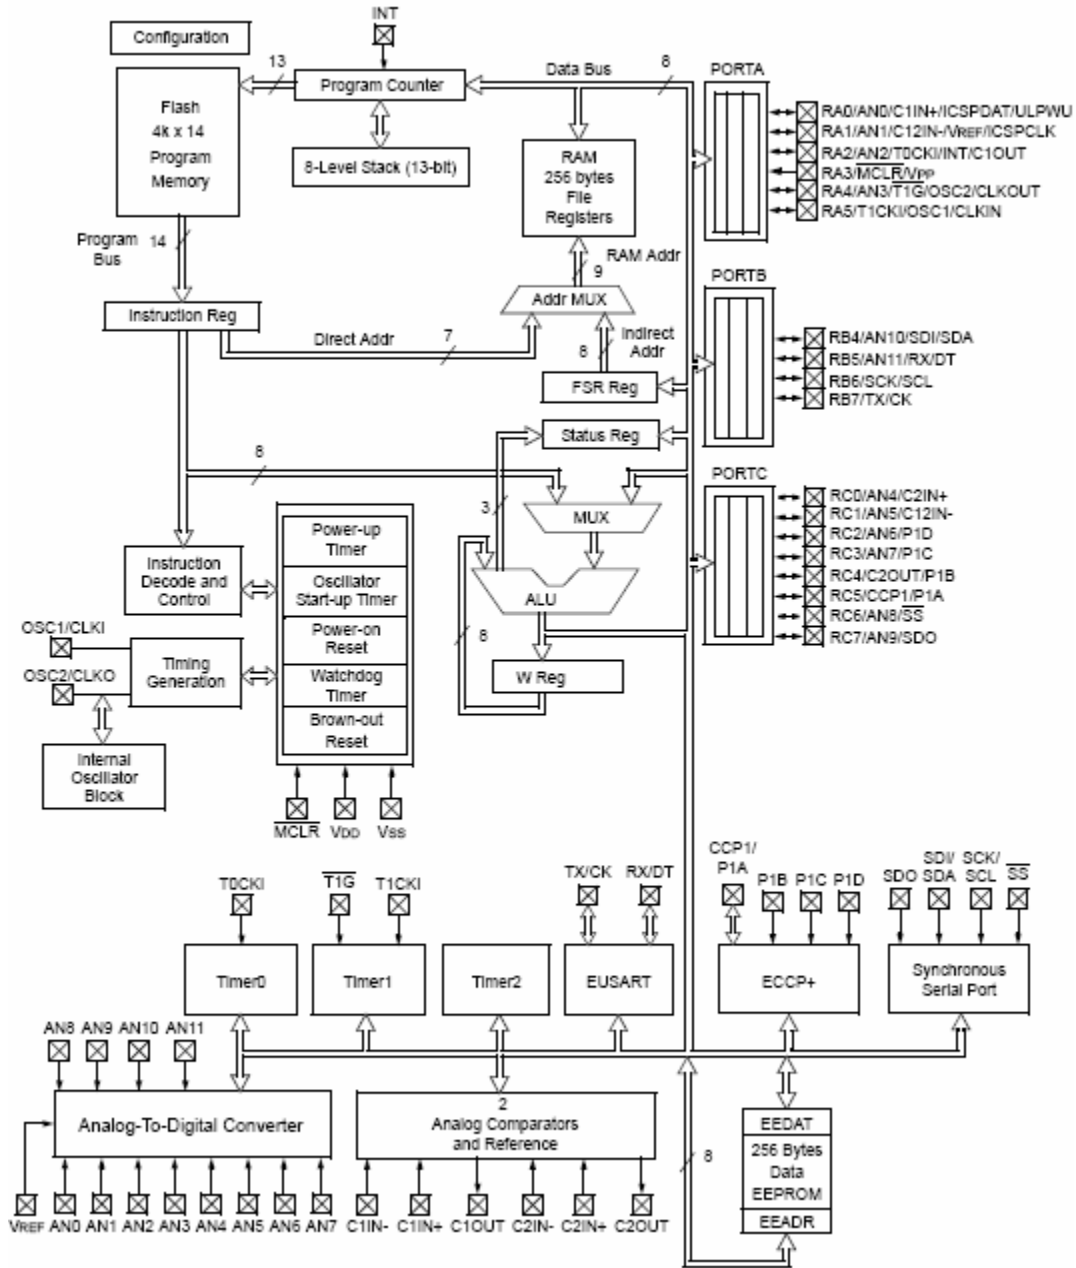 INT
Configuration
13
Data Bus
8
PORTA
Program Counter
Flash
4k x 14
Program
Memory
8-Level Stack (13-bit)
RAM
256 bytes
File
Registers
RA0/AN0/C1IN+/ICSPDAT/ULPWU
RA1/AN1/C12IN-/VREF/ICSPCLK
RA2/AN2/T0CKI/INT/C1OUT
RA3/MCLR/VPP
RA4/AN3/T1G/OSC2/CLKOUT
RA5/T1CKI/OSC1/CLKIN
Program
Bus
14
RAM Addr
9
PORTB
Addr MUX
Instruction Reg
Direct Addr
7
Indirect
Addr
8
FSR Reg
RB4/AN10/SDI/SDA
RB5/AN11/RX/DT
RB6/SCK/SCL
RB7/TX/CK
Status Reg
8
3
MUX
PORTC
RC0/AN4/C2IN+
RC1/AN5/C12IN-
RC2/AN6/P1D
RC3/AN7/P1C
RC4/C2OUT/P1B
RC5/CCP1/P1A
RC6/AN8/SS
RC7/AN9/SDO
Power-up
Timer
Oscillator
Start-up Timer
Power-on
Reset
Watchdog
Timer
Brown-out
Reset
Instruction
Decode and
Control
ALU
8
W Reg
OSC1/CLKI
OSC2/CLKO
Timing
Generation
Internal
Oscillator
Block
MCLR
VDD
VSS
T0CKI
T1G
T1CKI
TX/CK
RX/DT
CCP1/
P1A
P1B
P1C
P1D
SDO
SDI/
SDA
SCK/
SCL
SS
Timer0
Timer1
Timer2
EUSART
ECCP+
Synchronous
Serial Port
AN8
AN9
AN10
AN11
Analog-To-Digital Converter
2
Analog Comparators
and Reference
8
EEDAT
256 Bytes
Data
EEPROM
EEADR
VREF
AN0
AN1
AN2
AN3
AN4
AN5
AN6
AN7
C1IN-
C1IN+
C1OUT
C2IN-
C2IN+
C2OUT